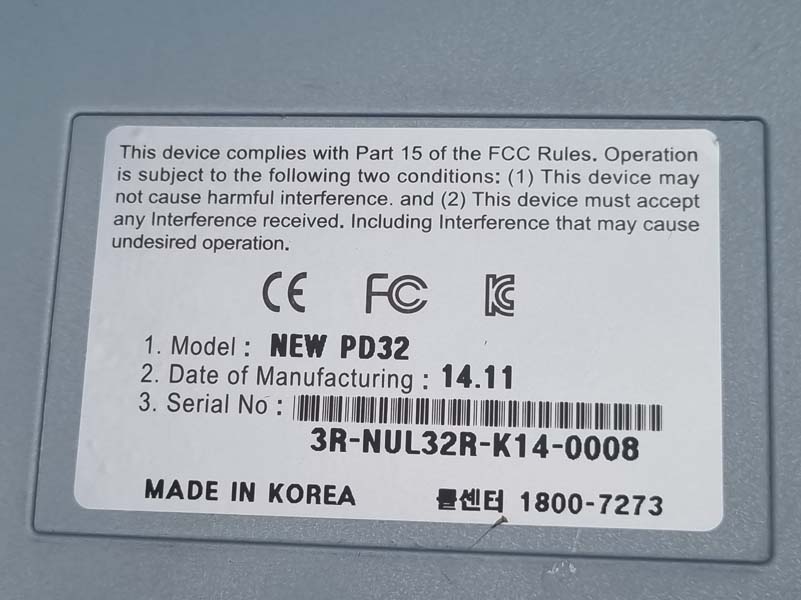 This device complies with Part 15 of the FCC Rules. Operation
is subject to the following two conditions: (1) This device may
not cause harmful interference. and (2) This device must accept
any Interference received. Including Interference that may cause
undesired operation.
CE FC KC
1. Model : NEW PD32
2. Date of Manufacturing : 14.11
3. Serial No :
3R-NUL32R-K14-0008
MADE IN KOREA 콜센터 1800-7273